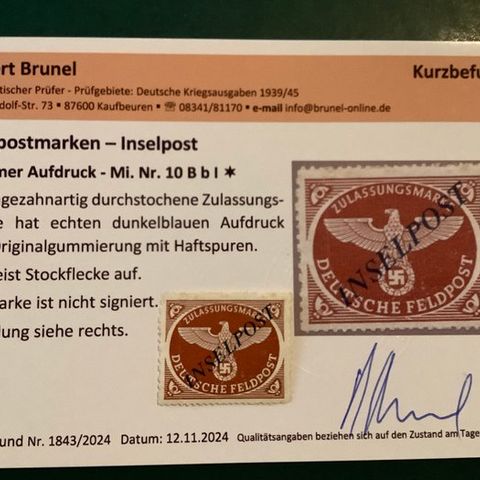 rt Brunel
Kurzbefu
tischer Prüfer - Prüfgebiete: Deutsche Kriegsausgaben 1939/45
dolf-Str. 73 ▪ 87600 Kaufbeuren ▪ ☏ 08341/81170 ▪ e-mail info@brunel-online.de
postmarken – Inselpost
ner Aufdruck - Mi. Nr. 10 B b I ✶
gezahnartig durchstochene Zulassungs-
e hat echten dunkelblauen Aufdruck
Originalgummierung mit Haftspuren.
eist Stockflecke auf.
arke ist nicht signiert.
dung siehe rechts.
ZULASSUNGSMARKE
INSELPOST
DEUTSCHE FELDPOST
ZULASSUNGSMARKE
INSELPOST
DEUTSCHE FELDPOST
und Nr. 1843/2024 Datum: 12.11.2024 Qualitätsangaben beziehen sich auf den Zustand am Tage